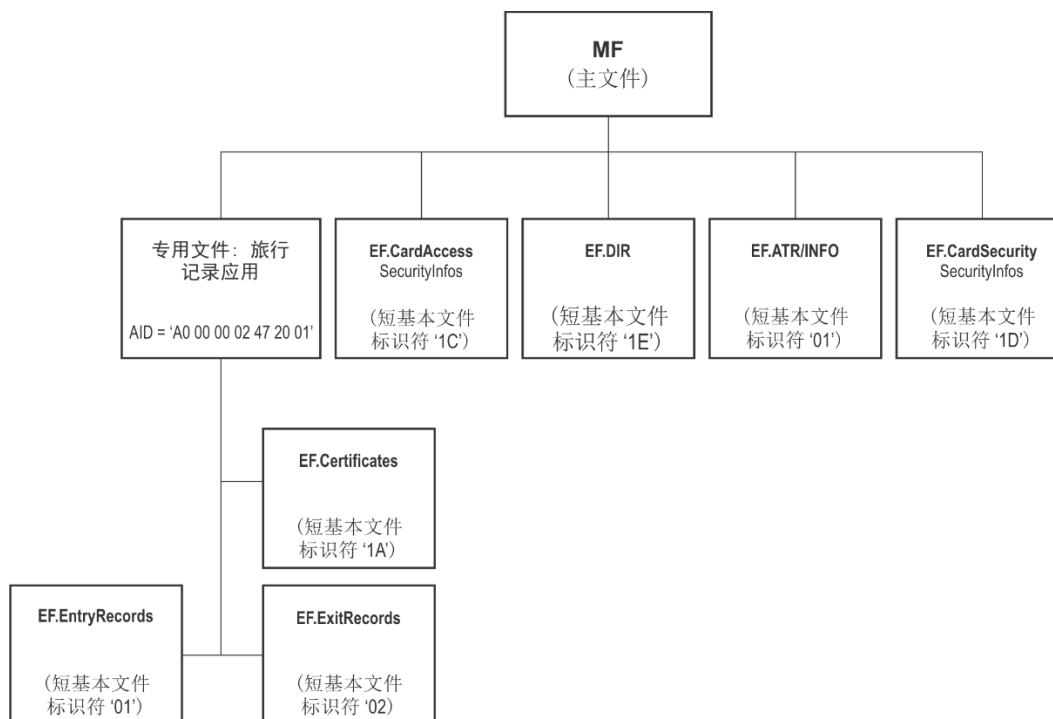 MF
(主文件)
专用文件：旅行
记录应用
AID = ‘A0 00 00 02 47 20 01’
EF.CardAccess
SecurityInfos
(短基本文件
标识符 ‘1C’)
EF.DIR
(短基本文件
标识符 ‘1E’)
EF.ATR/INFO
(短基本文件
标识符 ‘01’)
EF.CardSecurity
SecurityInfos
(短基本文件
标识符 ‘1D’)
EF.Certificates
(短基本文件
标识符 ‘1A’)
EF.EntryRecords
(短基本文件
标识符 ‘01’)
EF.ExitRecords
(短基本文件
标识符 ‘02)